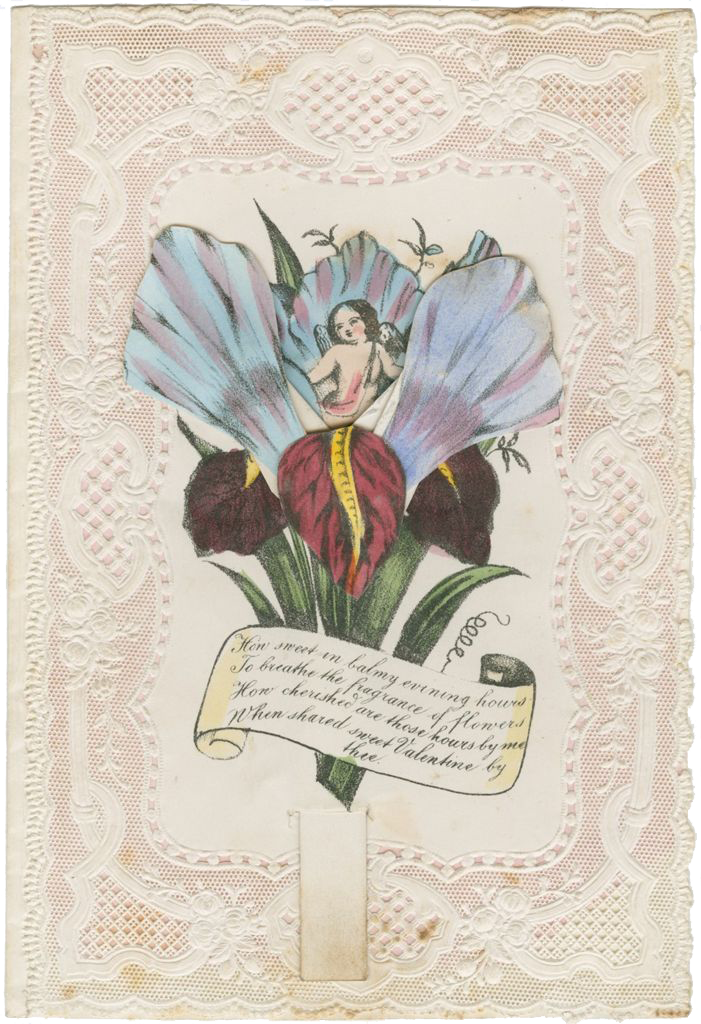 How sweet in balmy evening hours
To breathe the fragrance of flowers
How cherished are those hours by me
When shared sweet Valentine by
thee.